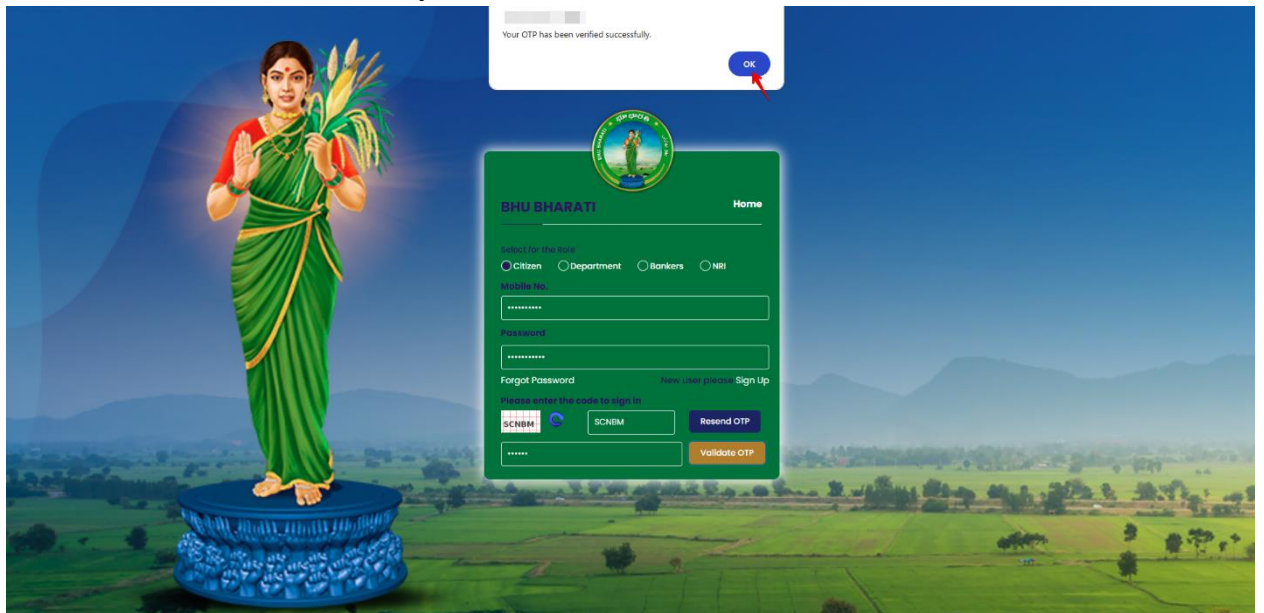 Your OTP has been verified successfully.
OK
BHU BHARATI
Home
Select for the Role
Citizen Department Bankers NRI
Mobile No.
••••••••••
Password
•••••••••••
Forgot Password New user please Sign Up
Please enter the code to sign in
SCNBM SCNBM Resend OTP
•••••• Validate OTP